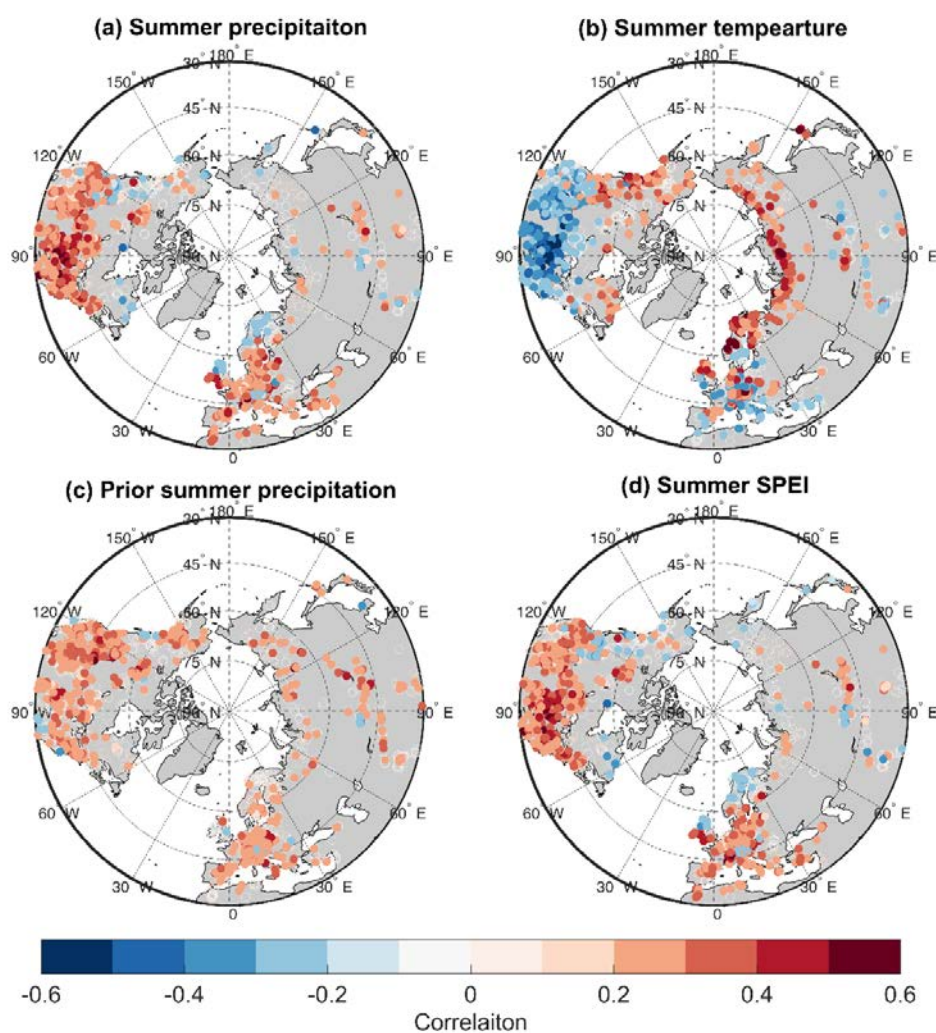 (a) Summer precipitaiton
180° E
150° W
30° N
150° E
45° N
120° W
60° N
120° E
75° N
90° W
90° E
60° W
60° E
30° W
30° E
0
(b) Summer tempearture
180° E
150° W
30° N
150° E
45° N
120° W
60° N
120° E
75° N
90° W
90° E
60° W
60° E
30° W
30° E
0
(c) Prior summer precipitation
180° E
150° W
30° N
150° E
45° N
120° W
60° N
120° E
75° N
90° W
90° E
60° W
60° E
30° W
30° E
0
(d) Summer SPEI
180° E
150° W
30° N
150° E
45° N
120° W
60° N
120° E
75° N
90° W
90° E
60° W
60° E
30° W
30° E
0
-0.6 -0.4 -0.2 0 0.2 0.4 0.6
Correlaiton